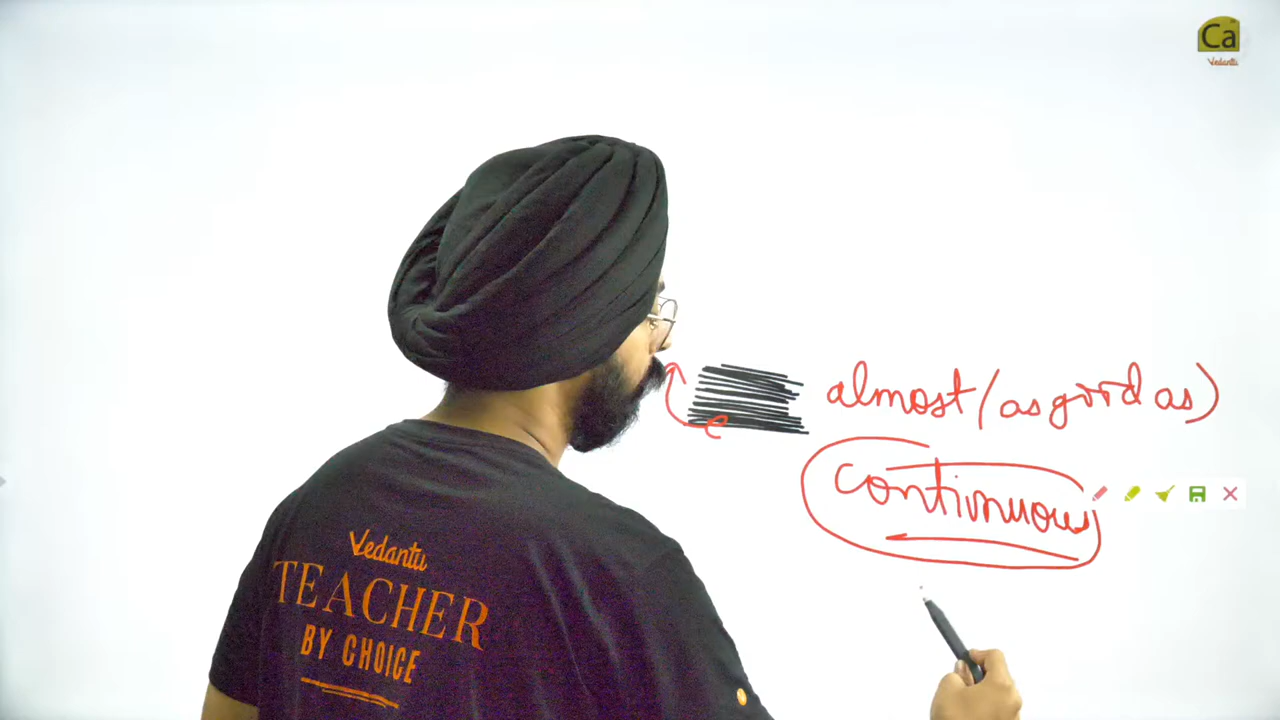 Ca
Vedantu
almost (as good as)
continuous
e
Vedantu
TEACHER
BY CHOICE